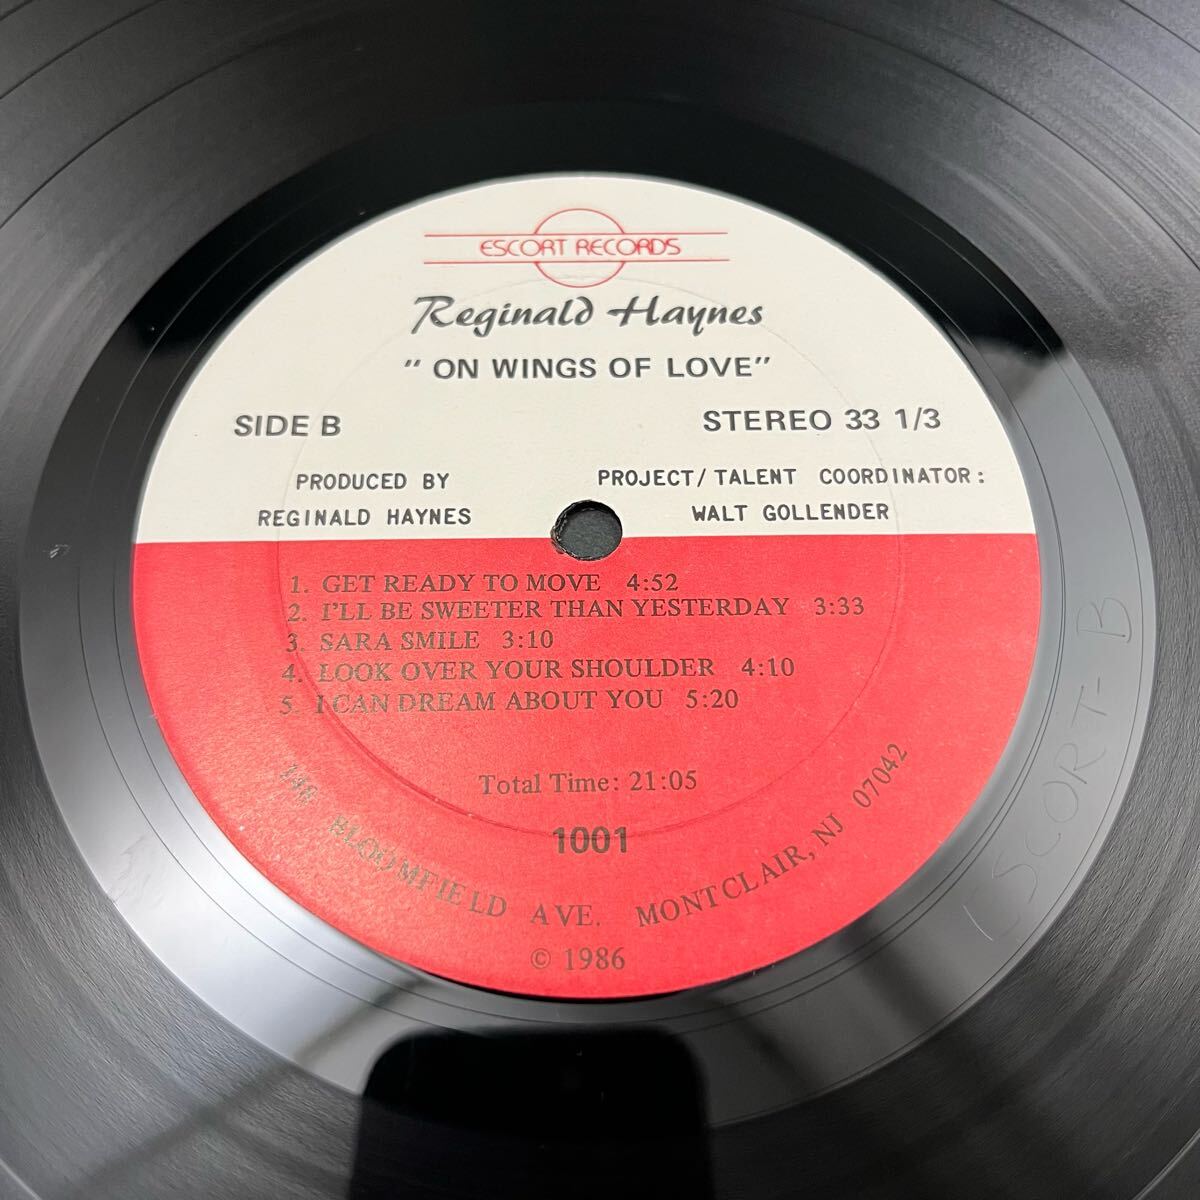 ESCORT RECORDS
Reginald Haynes
" ON WINGS OF LOVE"
SIDE B
STEREO 33 1/3
PRODUCED BY
REGINALD HAYNES
PROJECT/TALENT COORDINATOR:
WALT GOLLENDER
1. GET READY TO MOVE 4:52
2. I'LL BE SWEETER THAN YESTERDAY 3:33
3. SARA SMILE 3:10
4. LOOK OVER YOUR SHOULDER 4:10
5. I CAN DREAM ABOUT YOU 5:20
Total Time: 21:05
1001
148 BLOOMFIELD AVE. MONTCLAIR, NJ 07042
© 1986
SCORT-B